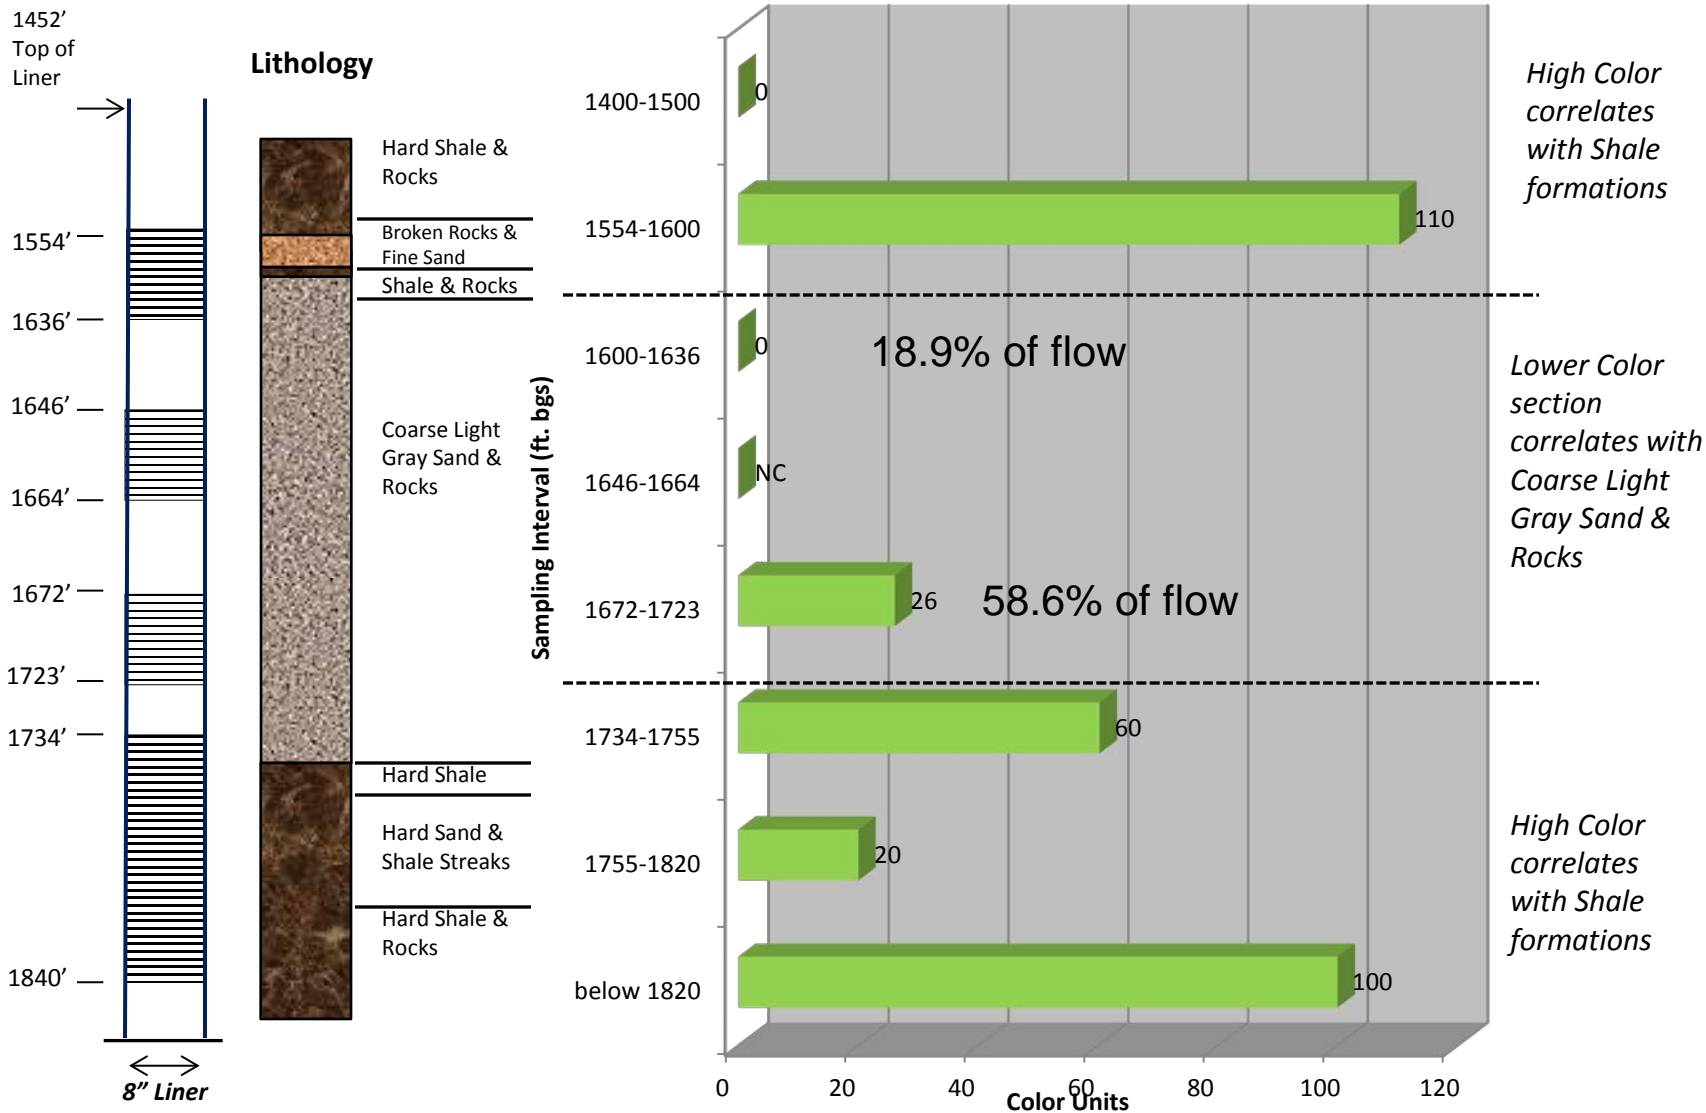 1452’
Top of
Liner
1554’
1636’
1646’
1664’
1672’
1723’
1734’
1840’
8” Liner
Lithology
Hard Shale &
Rocks
Broken Rocks &
Fine Sand
Shale & Rocks
Coarse Light
Gray Sand &
Rocks
Hard Shale
Hard Sand &
Shale Streaks
Hard Shale &
Rocks
Sampling Interval (ft. bgs)
1400-1500
0
1554-1600
110
1600-1636
0
18.9% of flow
1646-1664
NC
1672-1723
26
58.6% of flow
1734-1755
60
1755-1820
20
below 1820
100
0 20 40 60 80 100 120
Color Units
High Color
correlates
with Shale
formations
Lower Color
section
correlates with
Coarse Light
Gray Sand &
Rocks
High Color
correlates
with Shale
formations